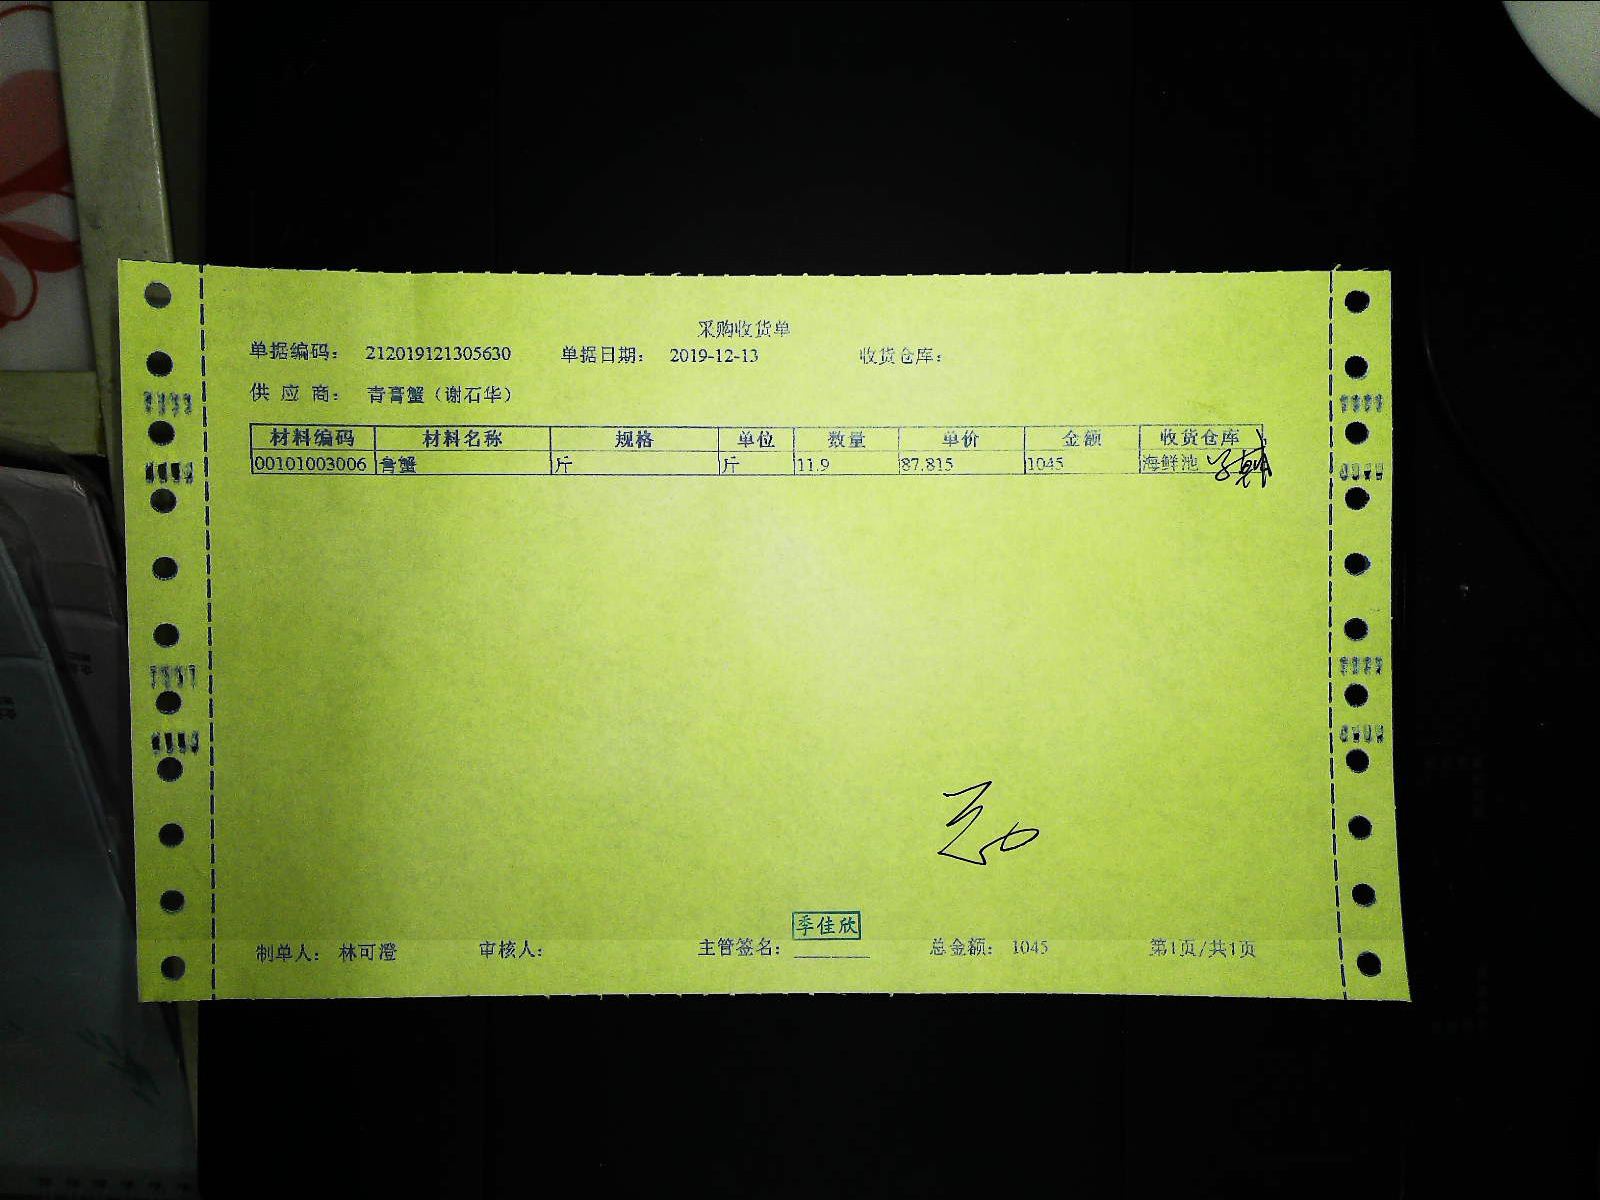 采购收货单
单据编码: 212019121305630 单据日期: 2019-12-13 收货仓库:
供 应 商: 青膏蟹（谢石华）
材料编码 材料名称 规格 单位 数量 单价 金额 收货仓库
00101003006 膏蟹 斤 斤 11.9 87.815 1045 海鲜池
季佳欣
制单人: 林可澄 审核人: 主管签名: 总金额: 1045 第1页/共1页